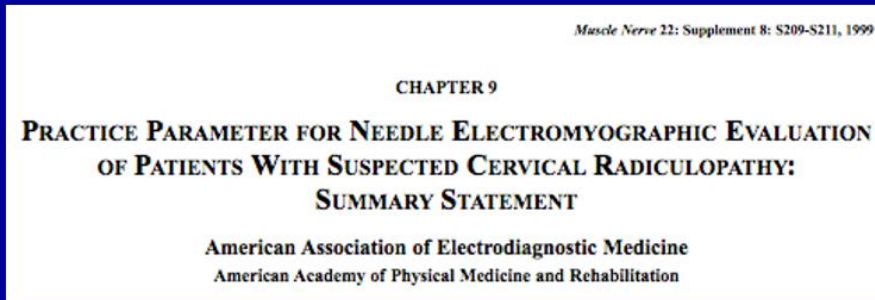 Muscle Nerve 22: Supplement 8: S209-S211, 1999
CHAPTER 9
PRACTICE PARAMETER FOR NEEDLE ELECTROMYOGRAPHIC EVALUATION
OF PATIENTS WITH SUSPECTED CERVICAL RADICULOPATHY:
SUMMARY STATEMENT
American Association of Electrodiagnostic Medicine
American Academy of Physical Medicine and Rehabilitation